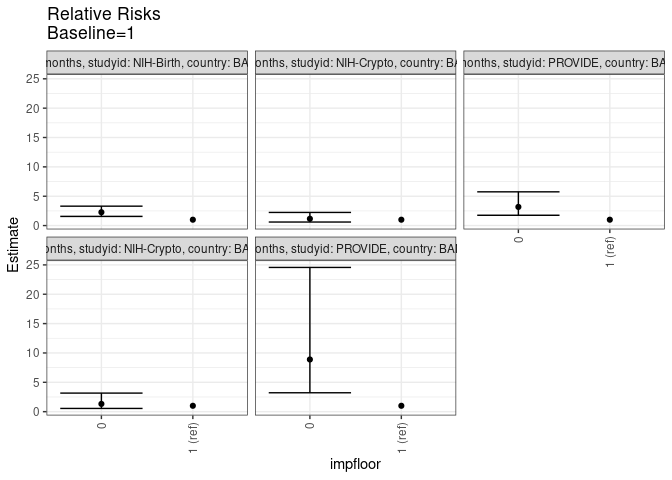 Relative Risks
Baseline=1
months, studyid: NIH-Birth, country: BA
onths, studyid: NIH-Crypto, country: BA
months, studyid: PROVIDE, country: BA
25
20
15
10
5
0
0
1 (ref)
onths, studyid: NIH-Crypto, country: BA
onths, studyid: PROVIDE, country: BA
25
20
15
10
5
0
0
1 (ref)
0
1 (ref)
Estimate
impfloor